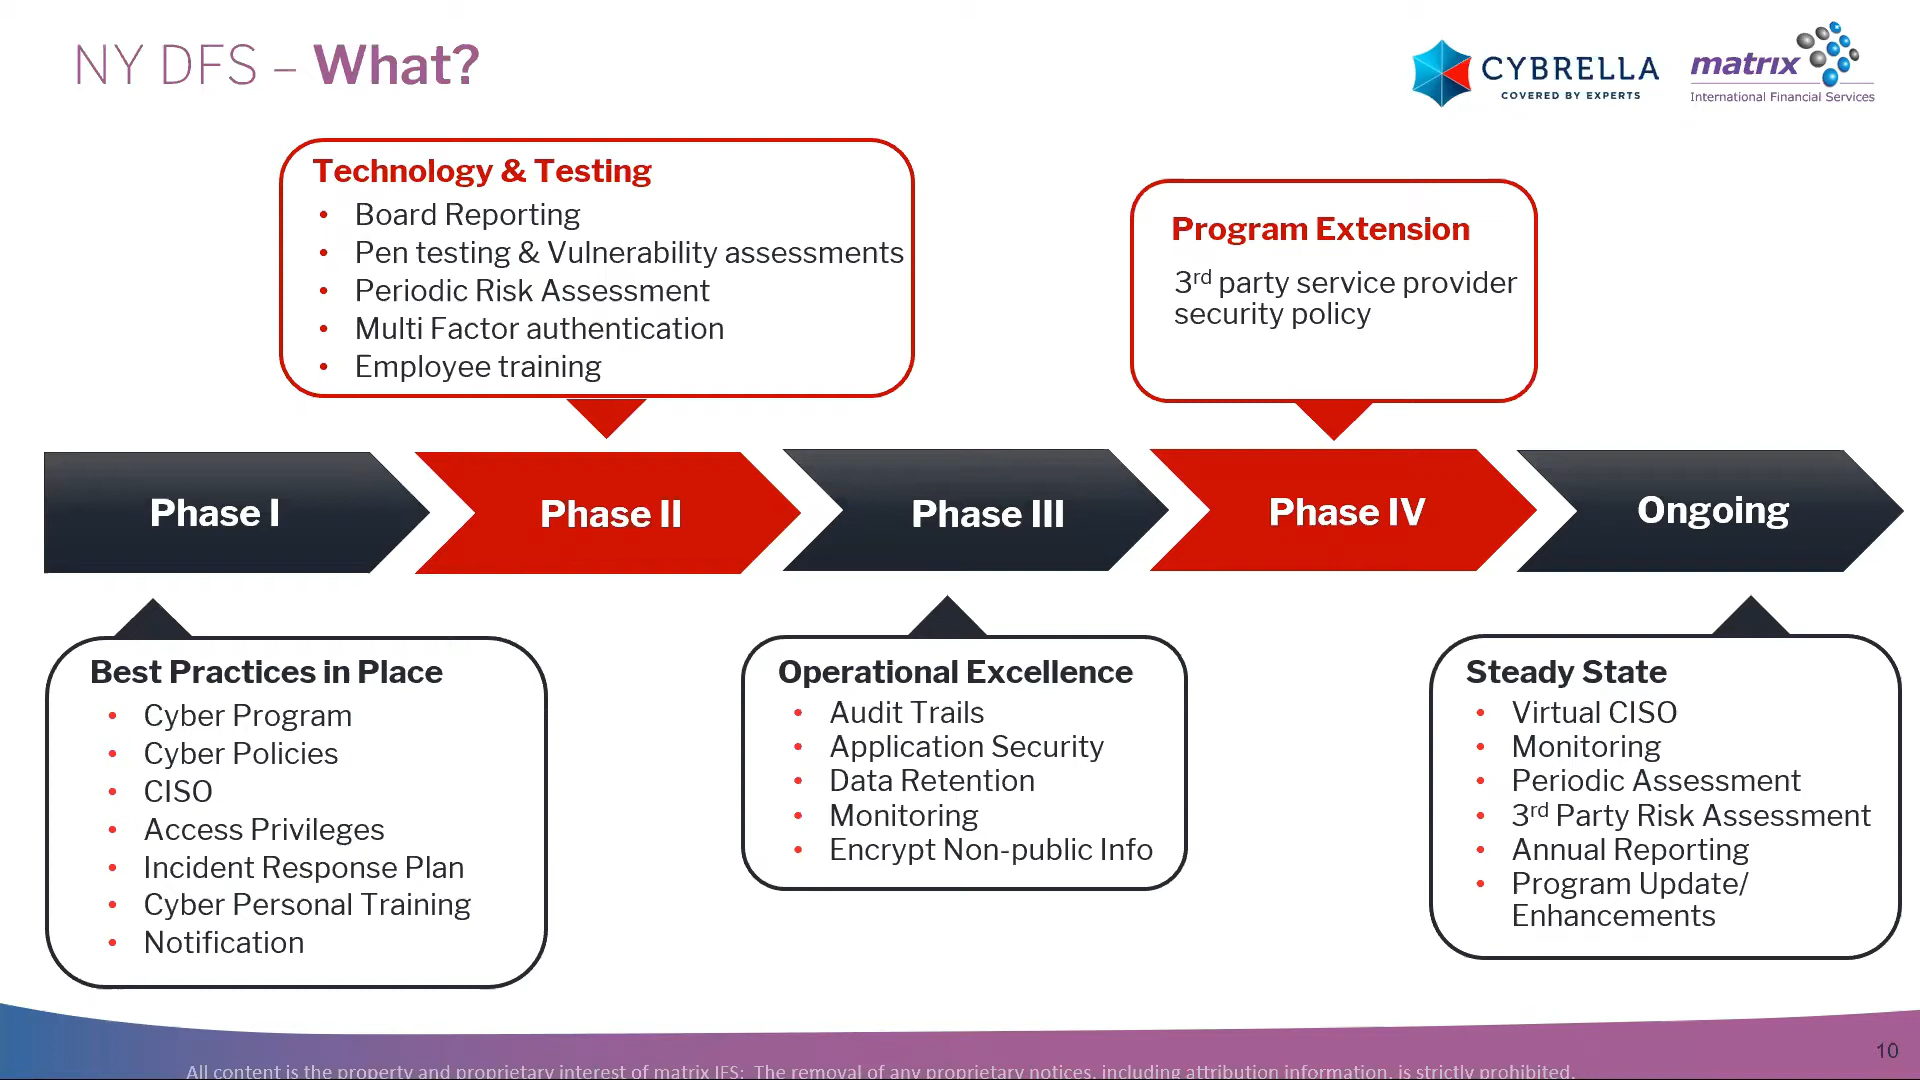 NY DFS – What?
CYBRELLA
COVERED BY EXPERTS
matrix
International Financial Services
Technology & Testing
• Board Reporting
• Pen testing & Vulnerability assessments
• Periodic Risk Assessment
• Multi Factor authentication
• Employee training
Program Extension
3rd party service provider
security policy
Phase I
Phase II
Phase III
Phase IV
Ongoing
Best Practices in Place
• Cyber Program
• Cyber Policies
• CISO
• Access Privileges
• Incident Response Plan
• Cyber Personal Training
• Notification
Operational Excellence
• Audit Trails
• Application Security
• Data Retention
• Monitoring
• Encrypt Non-public Info
Steady State
• Virtual CISO
• Monitoring
• Periodic Assessment
• 3rd Party Risk Assessment
• Annual Reporting
• Program Update/
Enhancements
10
All content is the property and proprietary interest of matrix IFS; The removal of any proprietary notices, including attribution information, is strictly prohibited.